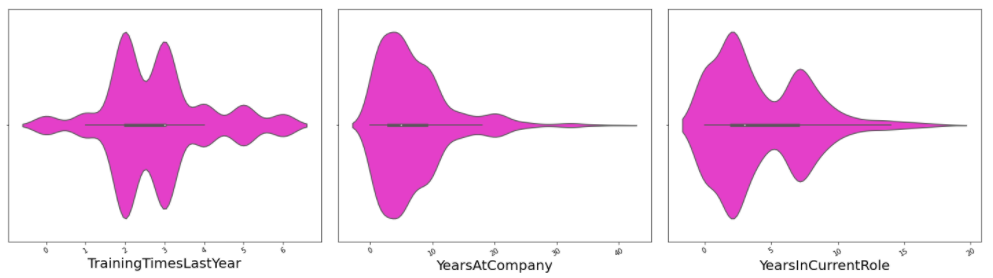 0 1 2 3 4 5 6
TrainingTimesLastYear
0 10 20 30 40
YearsAtCompany
0 5 10 15 20
YearsInCurrentRole